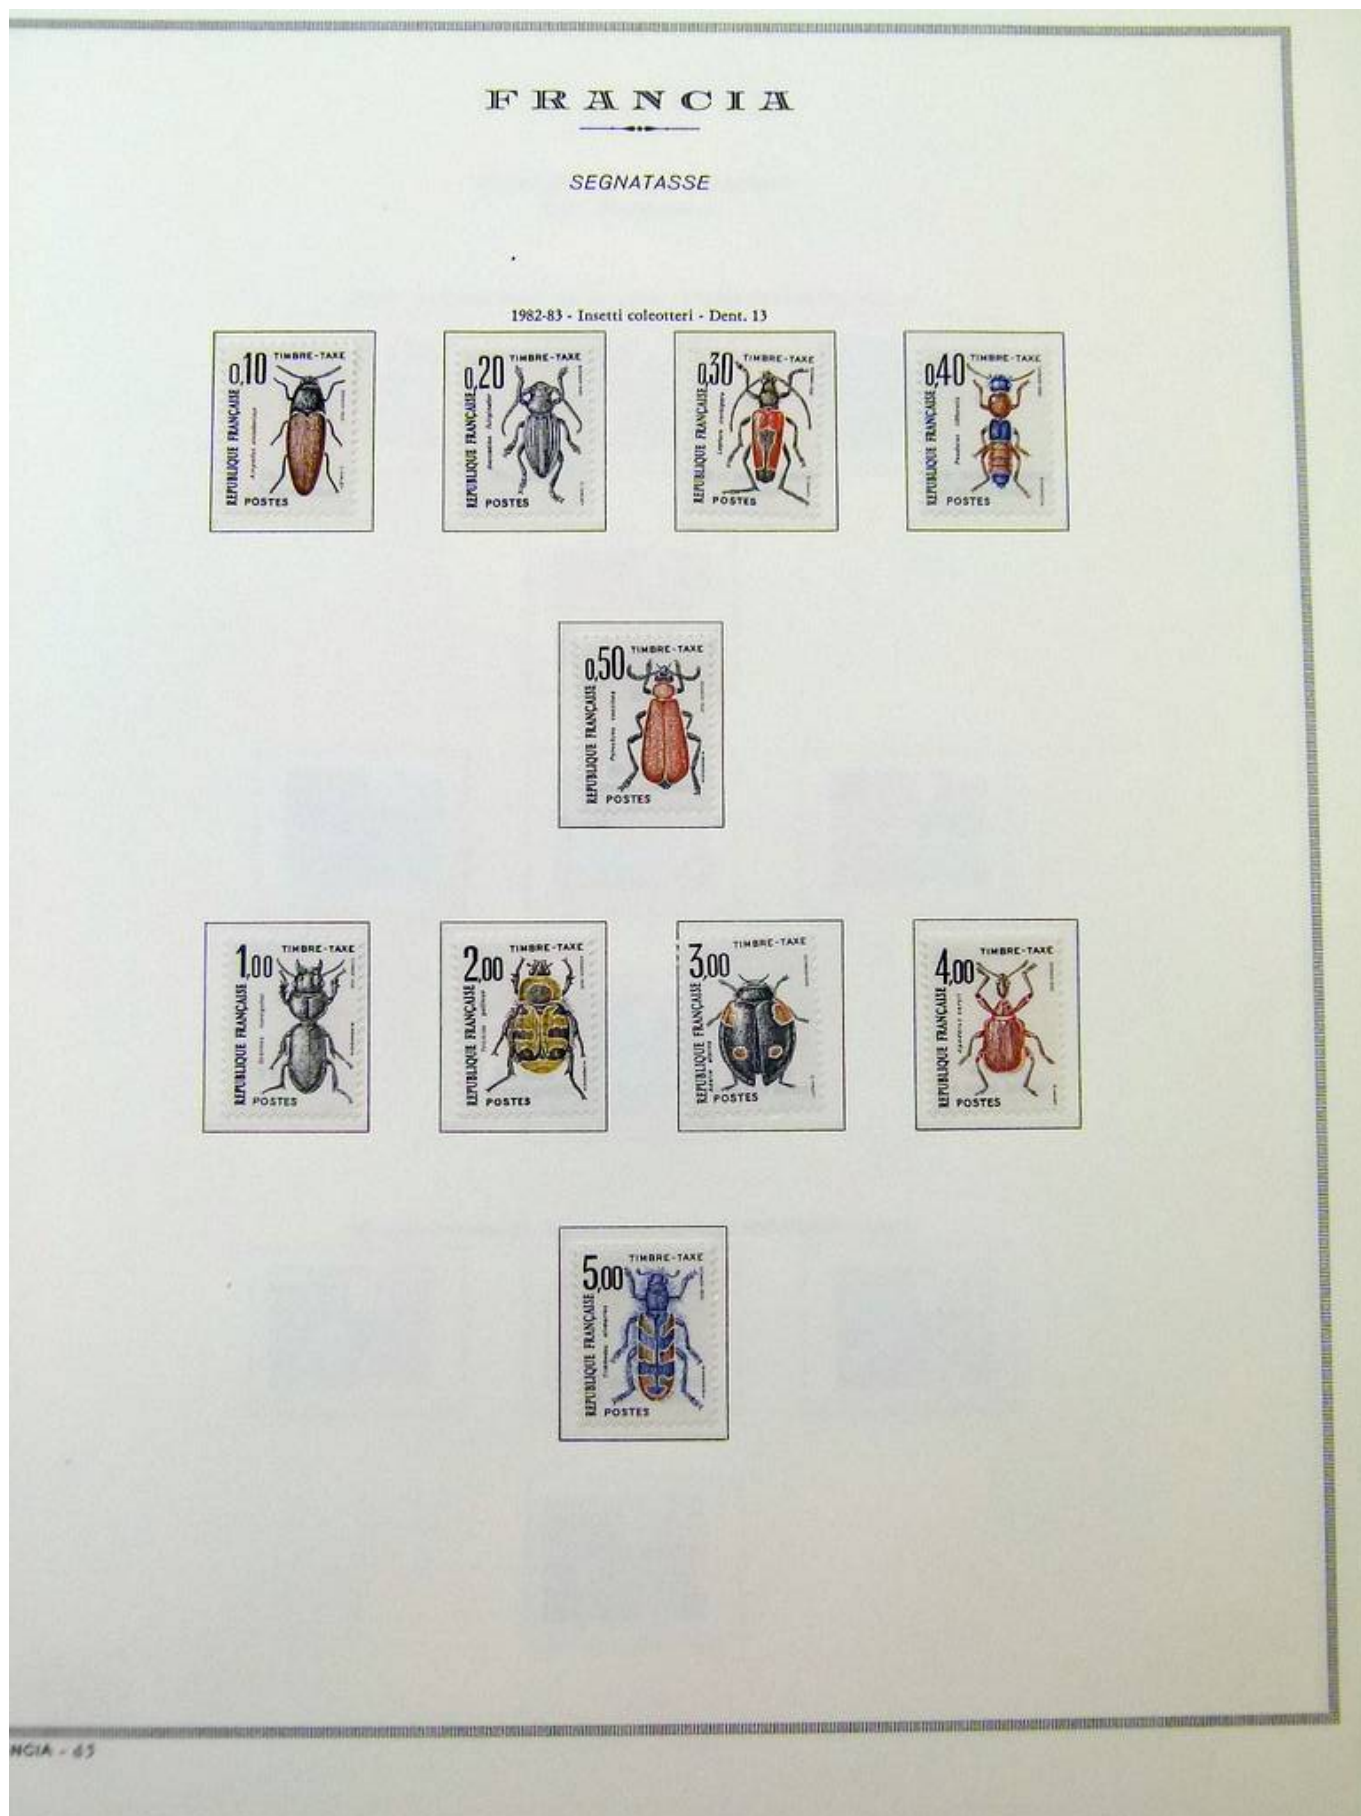 FRANCIA
SEGNATASSE
1982-83 - Insetti coleotteri - Dent. 13
0,10 TIMBRE-TAXE
REPUBLIQUE FRANÇAISE
POSTES
0,20 TIMBRE-TAXE
REPUBLIQUE FRANÇAISE
POSTES
0,30 TIMBRE-TAXE
REPUBLIQUE FRANÇAISE
POSTES
0,40 TIMBRE-TAXE
REPUBLIQUE FRANÇAISE
POSTES
0,50 TIMBRE-TAXE
REPUBLIQUE FRANÇAISE
POSTES
1,00 TIMBRE-TAXE
REPUBLIQUE FRANÇAISE
POSTES
2,00 TIMBRE-TAXE
REPUBLIQUE FRANÇAISE
POSTES
3,00 TIMBRE-TAXE
REPUBLIQUE FRANÇAISE
POSTES
4,00 TIMBRE-TAXE
REPUBLIQUE FRANÇAISE
POSTES
5,00 TIMBRE-TAXE
REPUBLIQUE FRANÇAISE
POSTES
NCIA - 65